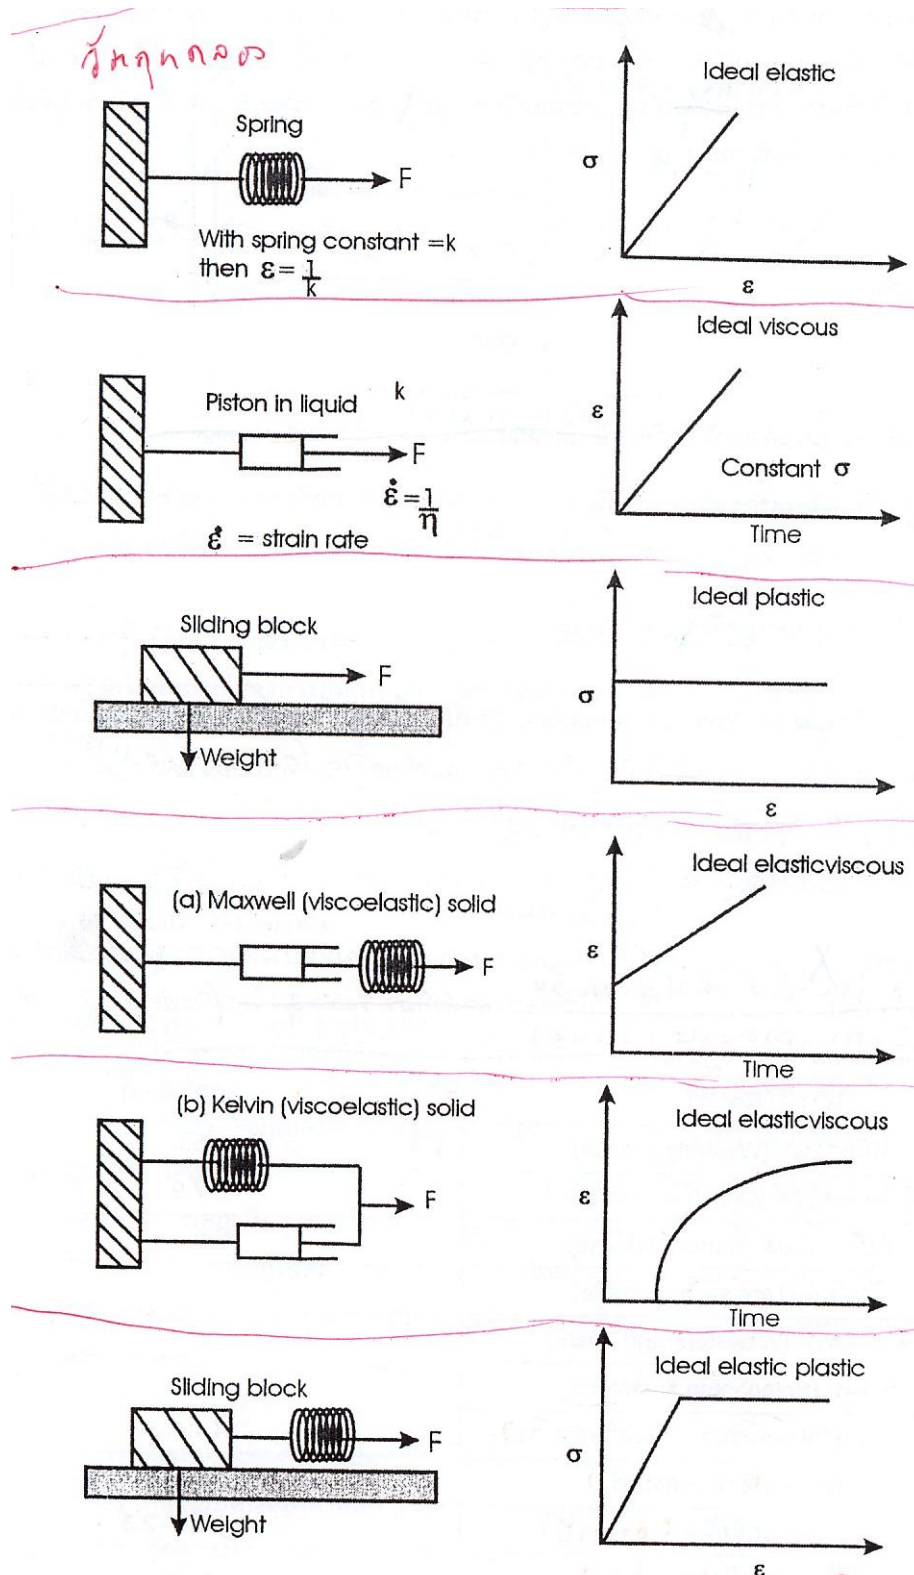 Ideal elastic
Spring
σ
F
With spring constant =k
then ε = 1/k
ε
Ideal viscous
Piston in liquid
k
ε
F
Constant σ
ε̇ = 1/η
Time
ε̇ = strain rate
Ideal plastic
Sliding block
F
σ
Weight
ε
Ideal elasticviscous
(a) Maxwell (viscoelastic) solid
ε
F
Time
(b) Kelvin (viscoelastic) solid
Ideal elasticviscous
ε
F
Time
Ideal elastic plastic
Sliding block
F
σ
Weight
ε